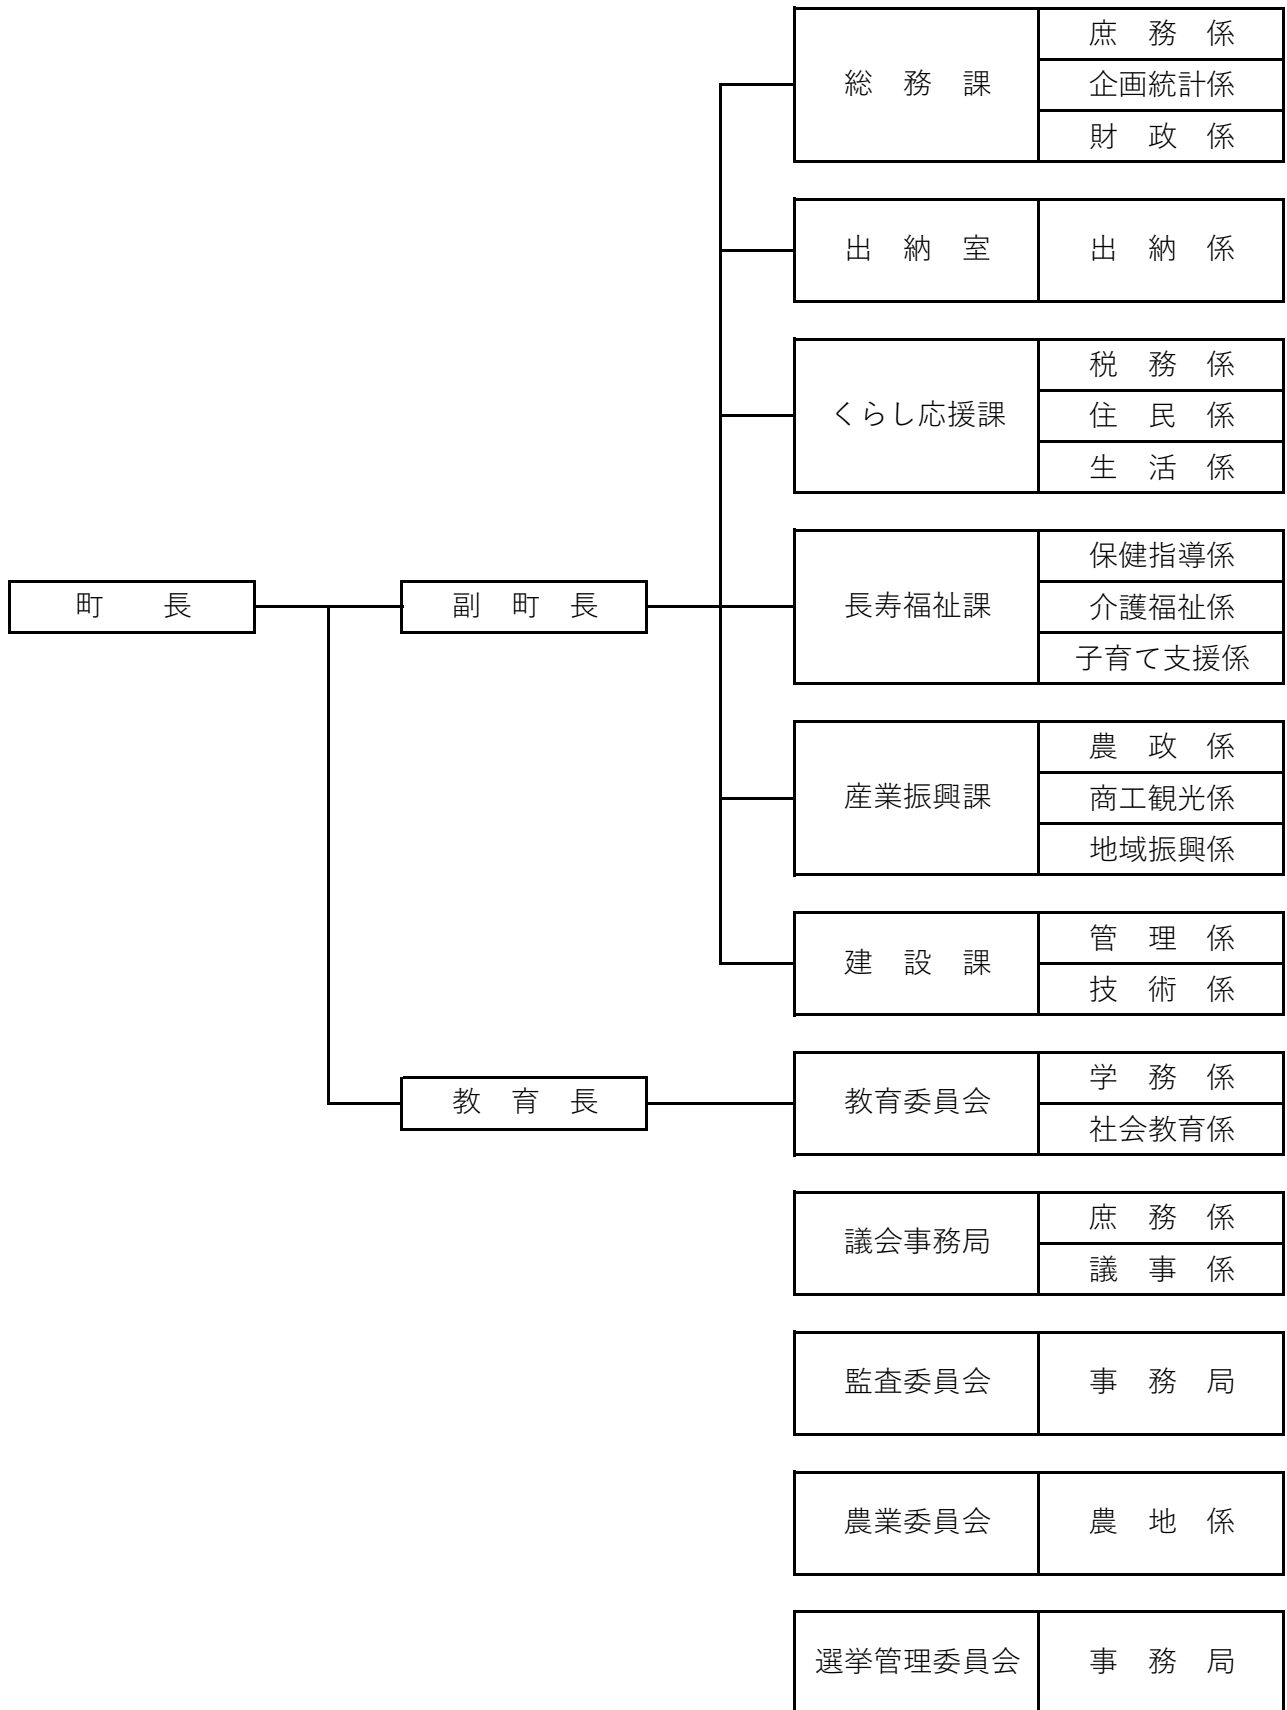 町長
副町長
総務課
庶務係
企画統計係
財政係
出納室
出納係
くらし応援課
税務係
住民係
生活係
長寿福祉課
保健指導係
介護福祉係
子育て支援係
産業振興課
農政係
商工観光係
地域振興係
建設課
管理係
技術係
教育長
教育委員会
学務係
社会教育係
議会事務局
庶務係
議事係
監査委員会
事務局
農業委員会
農地係
選挙管理委員会
事務局